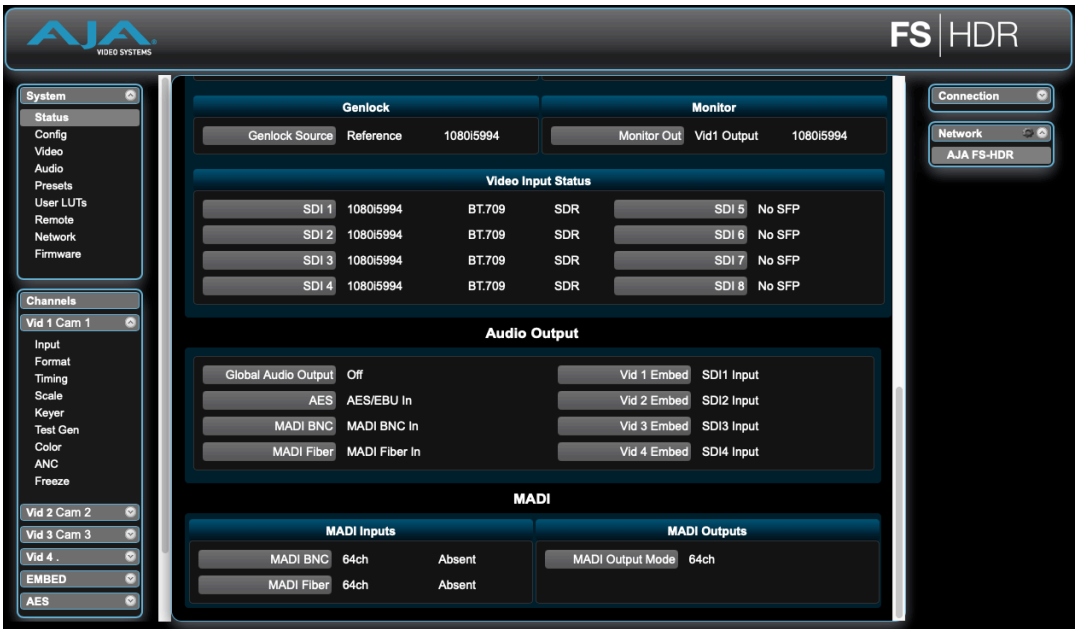 AJA
VIDEO SYSTEMS
FS HDR
System
Status
Config
Video
Audio
Presets
User LUTs
Remote
Network
Firmware
Channels
Vid 1 Cam 1
Input
Format
Timing
Scale
Keyer
Test Gen
Color
ANC
Freeze
Vid 2 Cam 2
Vid 3 Cam 3
Vid 4 .
EMBED
AES
Genlock
Genlock Source Reference 1080i5994
Monitor
Monitor Out Vid1 Output 1080i5994
Video Input Status
SDI 1 1080i5994 BT.709 SDR SDI 5 No SFP
SDI 2 1080i5994 BT.709 SDR SDI 6 No SFP
SDI 3 1080i5994 BT.709 SDR SDI 7 No SFP
SDI 4 1080i5994 BT.709 SDR SDI 8 No SFP
Audio Output
Global Audio Output Off Vid 1 Embed SDI1 Input
AES AES/EBU In Vid 2 Embed SDI2 Input
MADI BNC MADI BNC In Vid 3 Embed SDI3 Input
MADI Fiber MADI Fiber In Vid 4 Embed SDI4 Input
MADI
MADI Inputs
MADI BNC 64ch Absent
MADI Fiber 64ch Absent
MADI Outputs
MADI Output Mode 64ch
Connection
Network
AJA FS-HDR